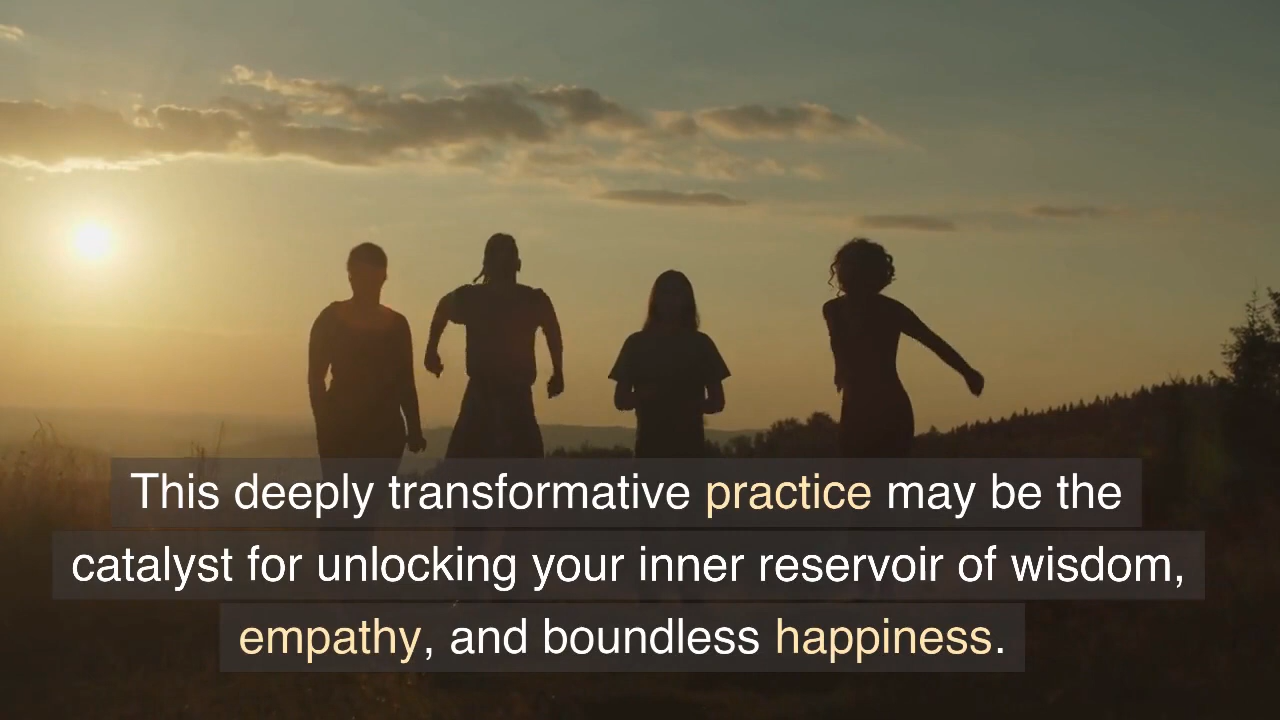 This deeply transformative practice may be the
catalyst for unlocking your inner reservoir of wisdom,
empathy, and boundless happiness.